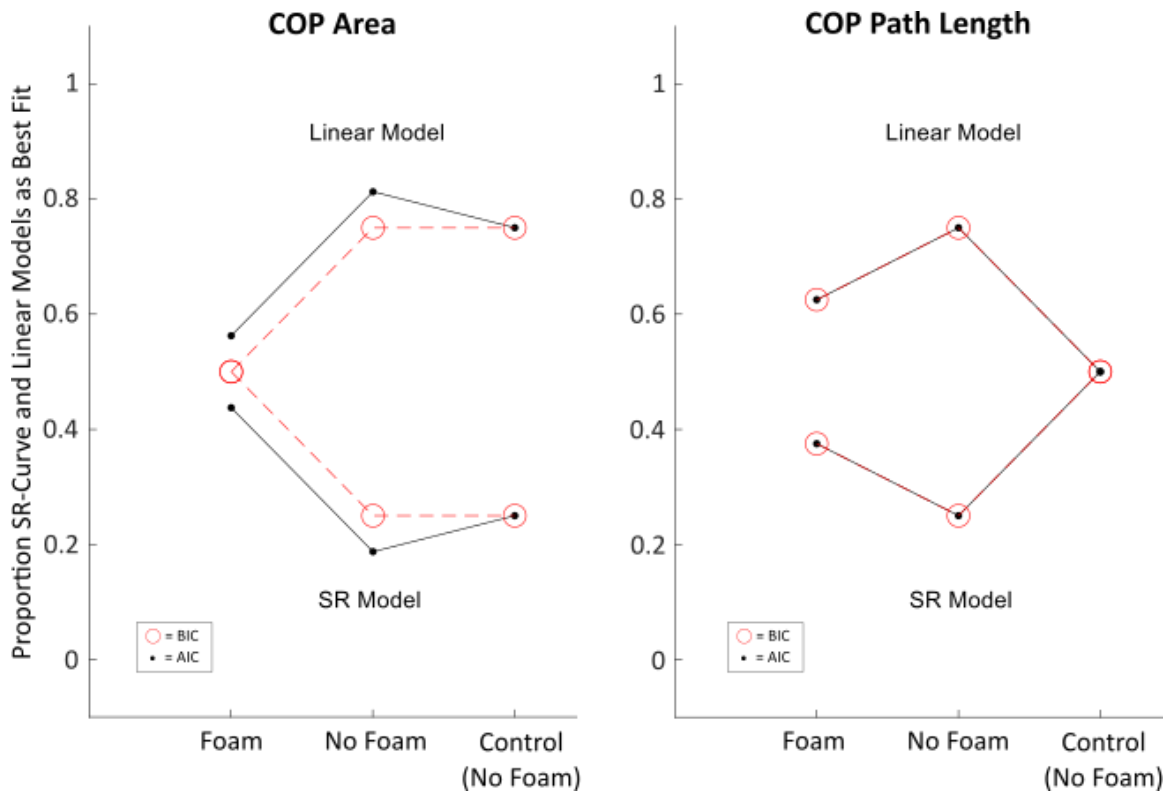 COP Area
COP Path Length
Proportion SR-Curve and Linear Models as Best Fit
1
0.8
0.6
0.4
0.2
0
Linear Model
SR Model
= BIC
= AIC
Foam
No Foam
Control
(No Foam)
1
0.8
0.6
0.4
0.2
0
Linear Model
SR Model
= BIC
= AIC
Foam
No Foam
Control
(No Foam)